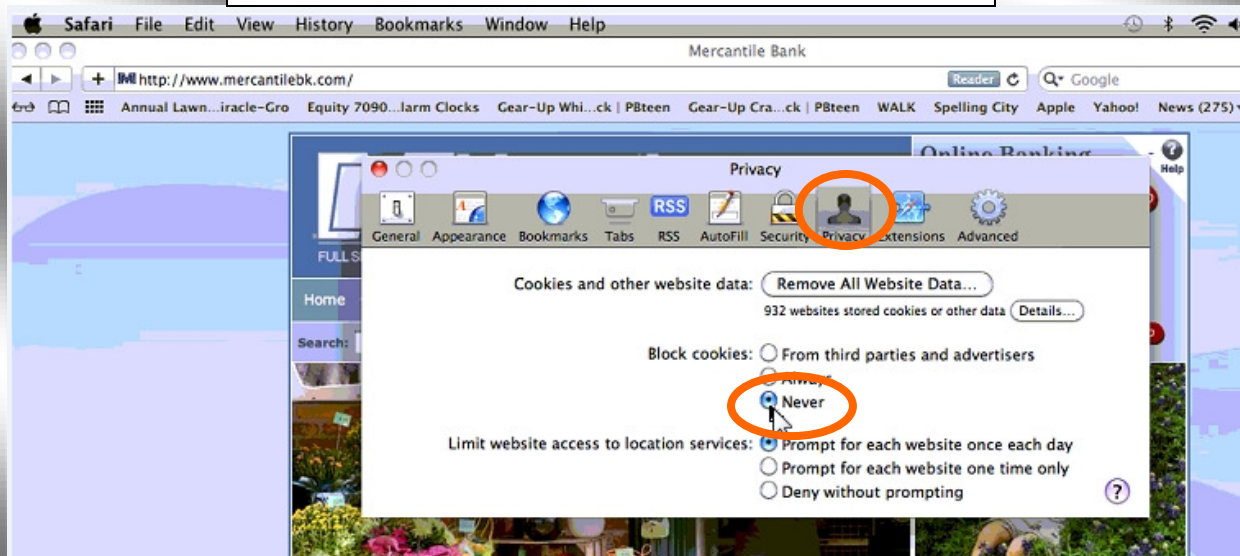 Safari File Edit View History Bookmarks Window Help
Mercantile Bank
http://www.mercantilebk.com/ Reader Google
Annual Lawn...iracle-Gro Equity 7090...larm Clocks Gear-Up Whi...ck | PBteen Gear-Up Cra...ck | PBteen WALK Spelling City Apple Yahoo! News (275)
Online Banking
Help
Privacy
General Appearance Bookmarks Tabs RSS AutoFill Security Privacy Extensions Advanced
RSS
FULL S
Cookies and other website data: Remove All Website Data...
Home
932 websites stored cookies or other data Details...
Search:
Block cookies: From third parties and advertisers
Always
Never
Limit website access to location services: Prompt for each website once each day
Prompt for each website one time only
Deny without prompting
?